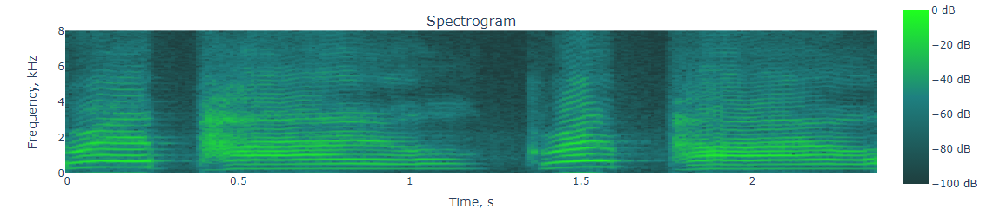 Spectrogram
Frequency, kHz
8
6
4
2
0
0
0.5
1
1.5
2
Time, s
0 dB
−20 dB
−40 dB
−60 dB
−80 dB
−100 dB